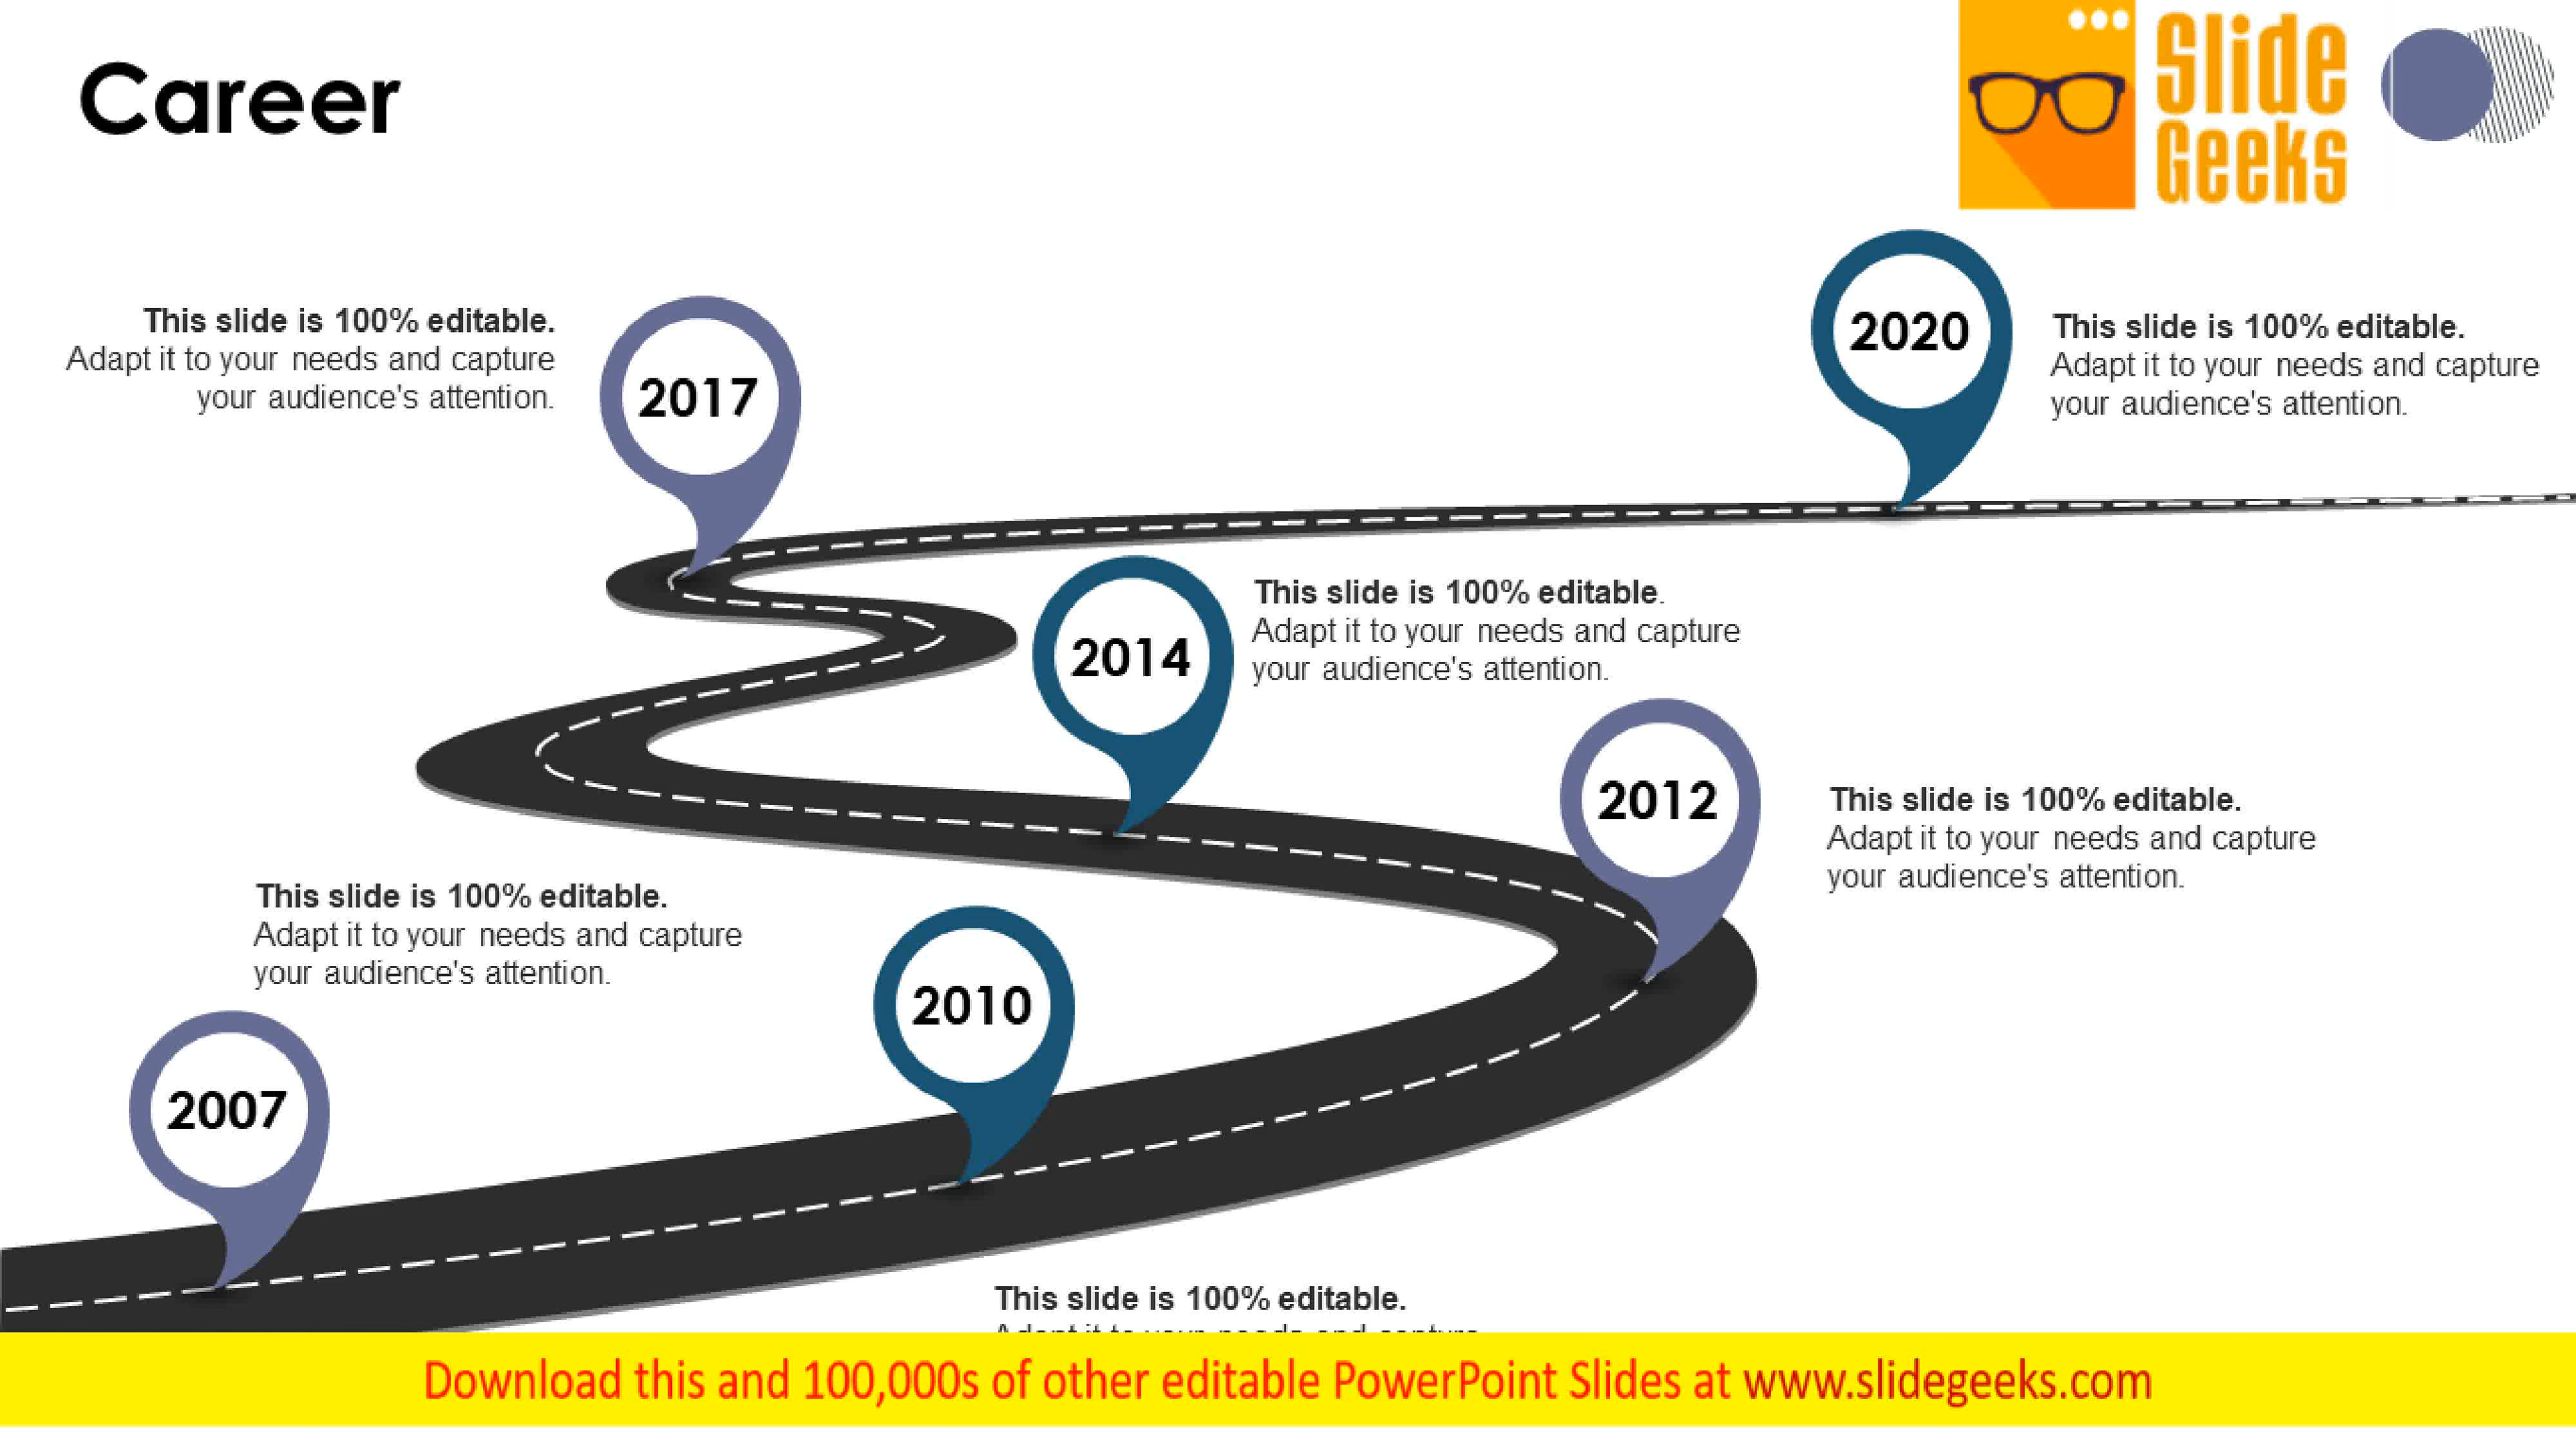 Career
Slide
Geeks
This slide is 100% editable.
Adapt it to your needs and capture
your audience's attention.
2017
2020
This slide is 100% editable.
Adapt it to your needs and capture
your audience's attention.
2014
This slide is 100% editable.
Adapt it to your needs and capture
your audience's attention.
2012
This slide is 100% editable.
Adapt it to your needs and capture
your audience's attention.
This slide is 100% editable.
Adapt it to your needs and capture
your audience's attention.
2010
2007
This slide is 100% editable.
Download this and 100,000s of other editable PowerPoint Slides at www.slidegeeks.com